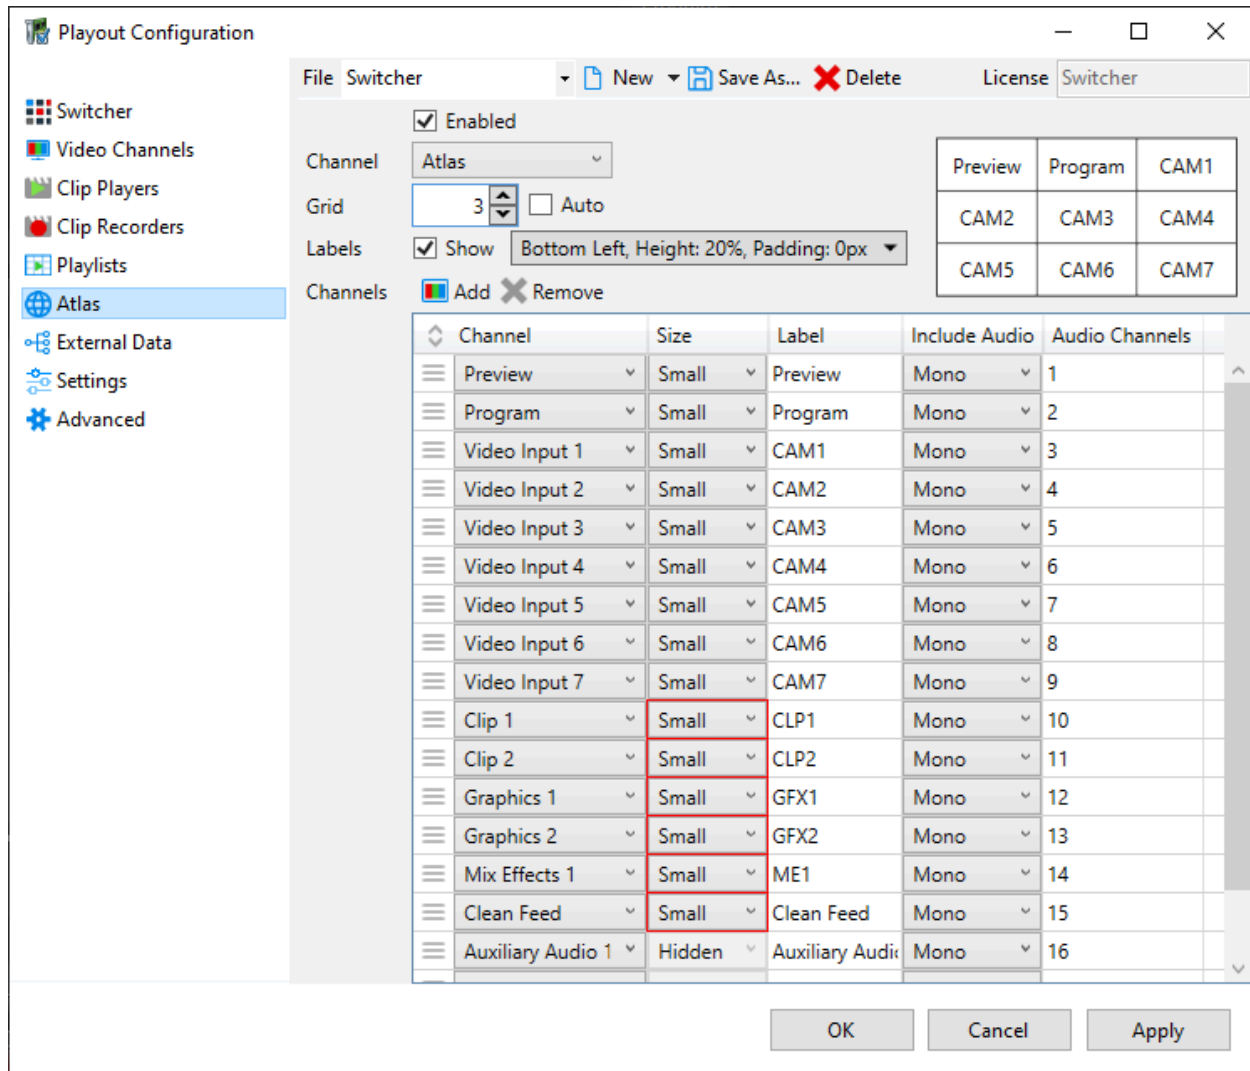 Playout Configuration
File Switcher New Save As... Delete License Switcher
Switcher
Video Channels
Clip Players
Clip Recorders
Playlists
Atlas
External Data
Settings
Advanced
Enabled
Channel Atlas
Grid 3 Auto
Labels Show Bottom Left, Height: 20%, Padding: 0px
Channels Add Remove
Preview Program CAM1
CAM2 CAM3 CAM4
CAM5 CAM6 CAM7
Channel Size Label Include Audio Audio Channels
Preview Small Preview Mono 1
Program Small Program Mono 2
Video Input 1 Small CAM1 Mono 3
Video Input 2 Small CAM2 Mono 4
Video Input 3 Small CAM3 Mono 5
Video Input 4 Small CAM4 Mono 6
Video Input 5 Small CAM5 Mono 7
Video Input 6 Small CAM6 Mono 8
Video Input 7 Small CAM7 Mono 9
Clip 1 Small CLP1 Mono 10
Clip 2 Small CLP2 Mono 11
Graphics 1 Small GFX1 Mono 12
Graphics 2 Small GFX2 Mono 13
Mix Effects 1 Small ME1 Mono 14
Clean Feed Small Clean Feed Mono 15
Auxiliary Audio 1 Hidden Auxiliary Audio Mono 16
OK Cancel Apply